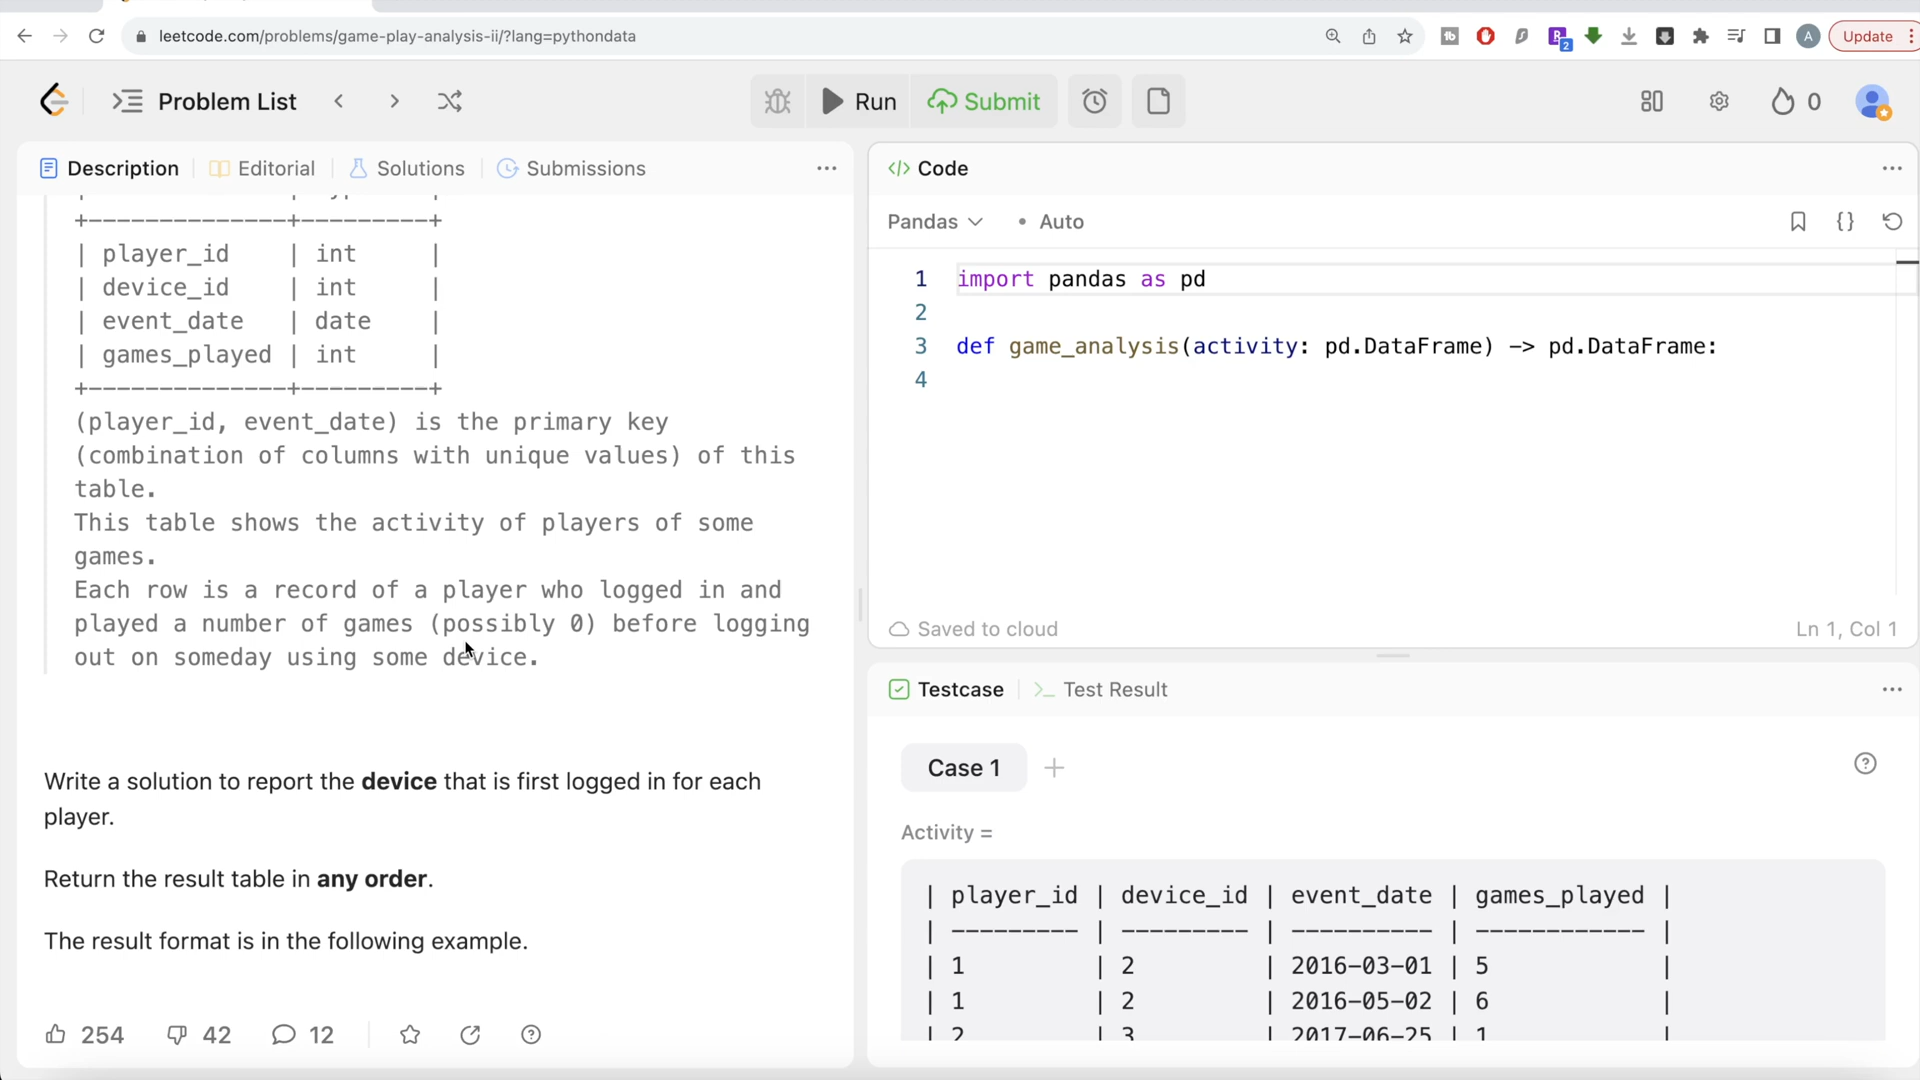 leetcode.com/problems/game-play-analysis-ii/?lang=pythondata
2
A
Update
Problem List
Run
Submit
0
Description
Editorial
Solutions
Submissions
+--------------+---------+
| player_id    | int     |
| device_id    | int     |
| event_date   | date    |
| games_played | int     |
+--------------+---------+
(player_id, event_date) is the primary key
(combination of columns with unique values) of this
table.
This table shows the activity of players of some
games.
Each row is a record of a player who logged in and
played a number of games (possibly 0) before logging
out on someday using some device.
Write a solution to report the device that is first logged in for each
player.
Return the result table in any order.
The result format is in the following example.
254
42
12
</> Code
Pandas
• Auto
1 import pandas as pd
2
3 def game_analysis(activity: pd.DataFrame) -> pd.DataFrame:
4
Saved to cloud
Ln 1, Col 1
Testcase
>_ Test Result
Case 1
Activity =
| player_id | device_id | event_date | games_played |
| --------- | --------- | ---------- | ------------ |
| 1         | 2         | 2016-03-01 | 5            |
| 1         | 2         | 2016-05-02 | 6            |
| 2         | 3         | 2017-06-25 | 1            |